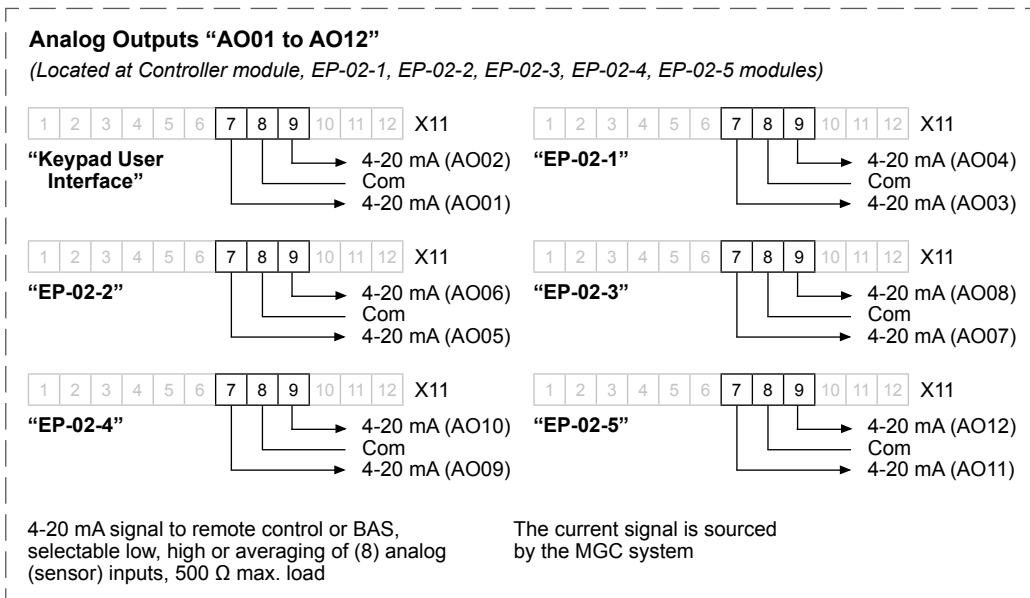 Analog Outputs “AO01 to AO12”
(Located at Controller module, EP-02-1, EP-02-2, EP-02-3, EP-02-4, EP-02-5 modules)
1 2 3 4 5 6 7 8 9 10 11 12 X11
“Keypad User
Interface”
4-20 mA (AO02)
Com
4-20 mA (AO01)
1 2 3 4 5 6 7 8 9 10 11 12 X11
“EP-02-1”
4-20 mA (AO04)
Com
4-20 mA (AO03)
1 2 3 4 5 6 7 8 9 10 11 12 X11
“EP-02-2”
4-20 mA (AO06)
Com
4-20 mA (AO05)
1 2 3 4 5 6 7 8 9 10 11 12 X11
“EP-02-3”
4-20 mA (AO08)
Com
4-20 mA (AO07)
1 2 3 4 5 6 7 8 9 10 11 12 X11
“EP-02-4”
4-20 mA (AO10)
Com
4-20 mA (AO09)
1 2 3 4 5 6 7 8 9 10 11 12 X11
“EP-02-5”
4-20 mA (AO12)
Com
4-20 mA (AO11)
4-20 mA signal to remote control or BAS,
selectable low, high or averaging of (8) analog
(sensor) inputs, 500 Ω max. load
The current signal is sourced
by the MGC system